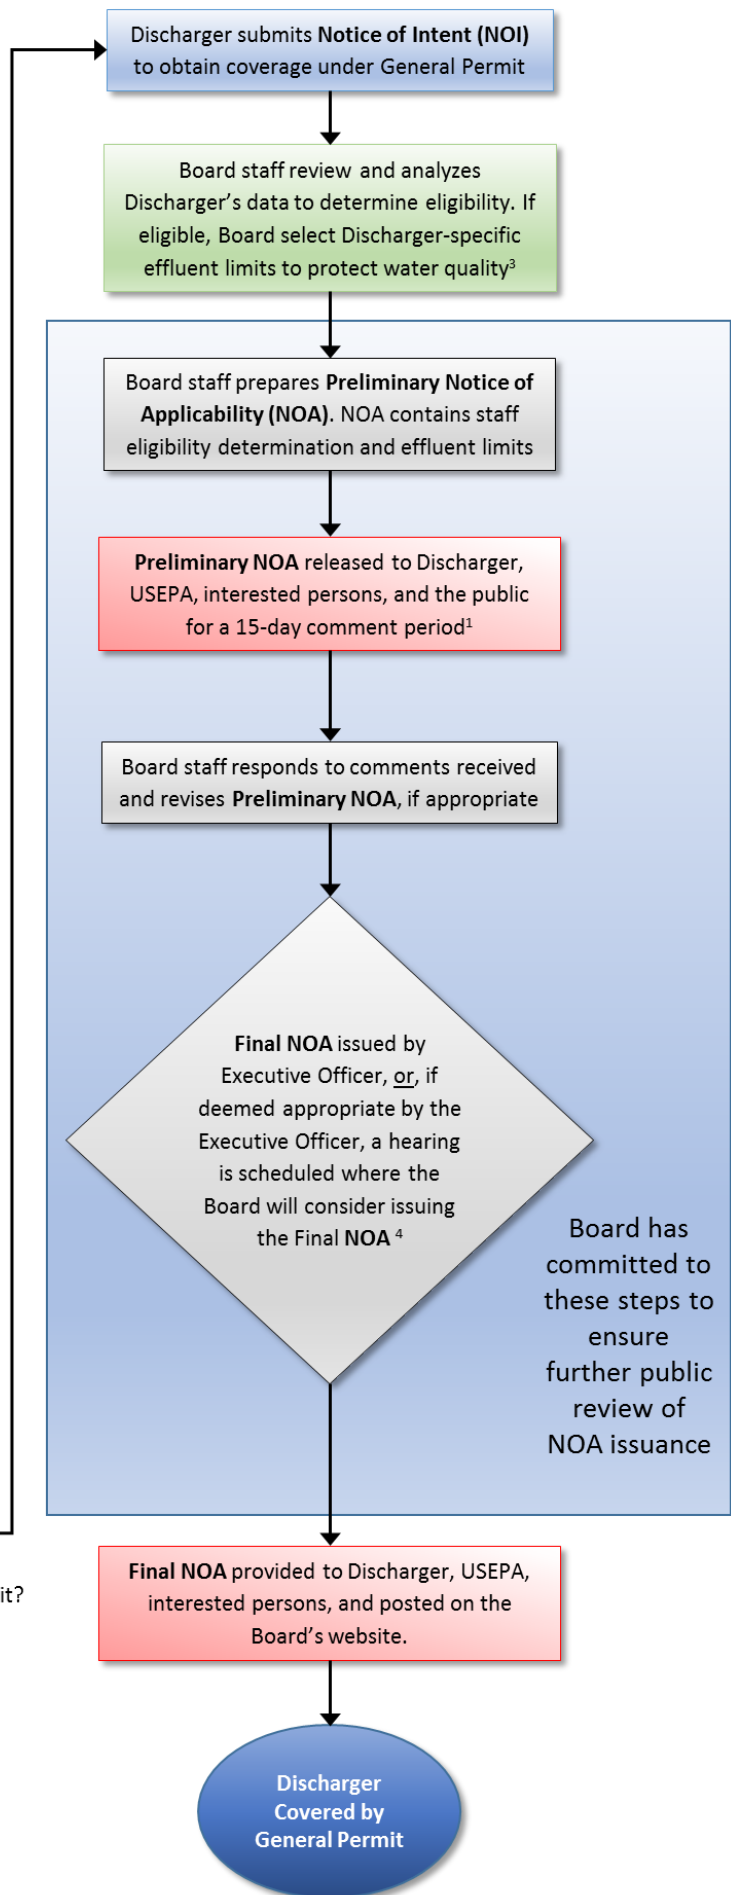 Discharger submits Notice of Intent (NOI)
to obtain coverage under General Permit
Board staff review and analyzes
Discharger's data to determine eligibility. If
eligible, Board select Discharger-specific
effluent limits to protect water quality³
Board staff prepares Preliminary Notice of
Applicability (NOA). NOA contains staff
eligibility determination and effluent limits
Preliminary NOA released to Discharger,
USEPA, interested persons, and the public
for a 15-day comment period¹
Board staff responds to comments received
and revises Preliminary NOA, if appropriate
Final NOA issued by
Executive Officer, or, if
deemed appropriate by the
Executive Officer, a hearing
is scheduled where the
Board will consider issuing
the Final NOA ⁴
Board has
committed to
these steps to
ensure
further public
review of
NOA issuance
it?
Final NOA provided to Discharger, USEPA,
interested persons, and posted on the
Board's website.
Discharger
Covered by
General Permit